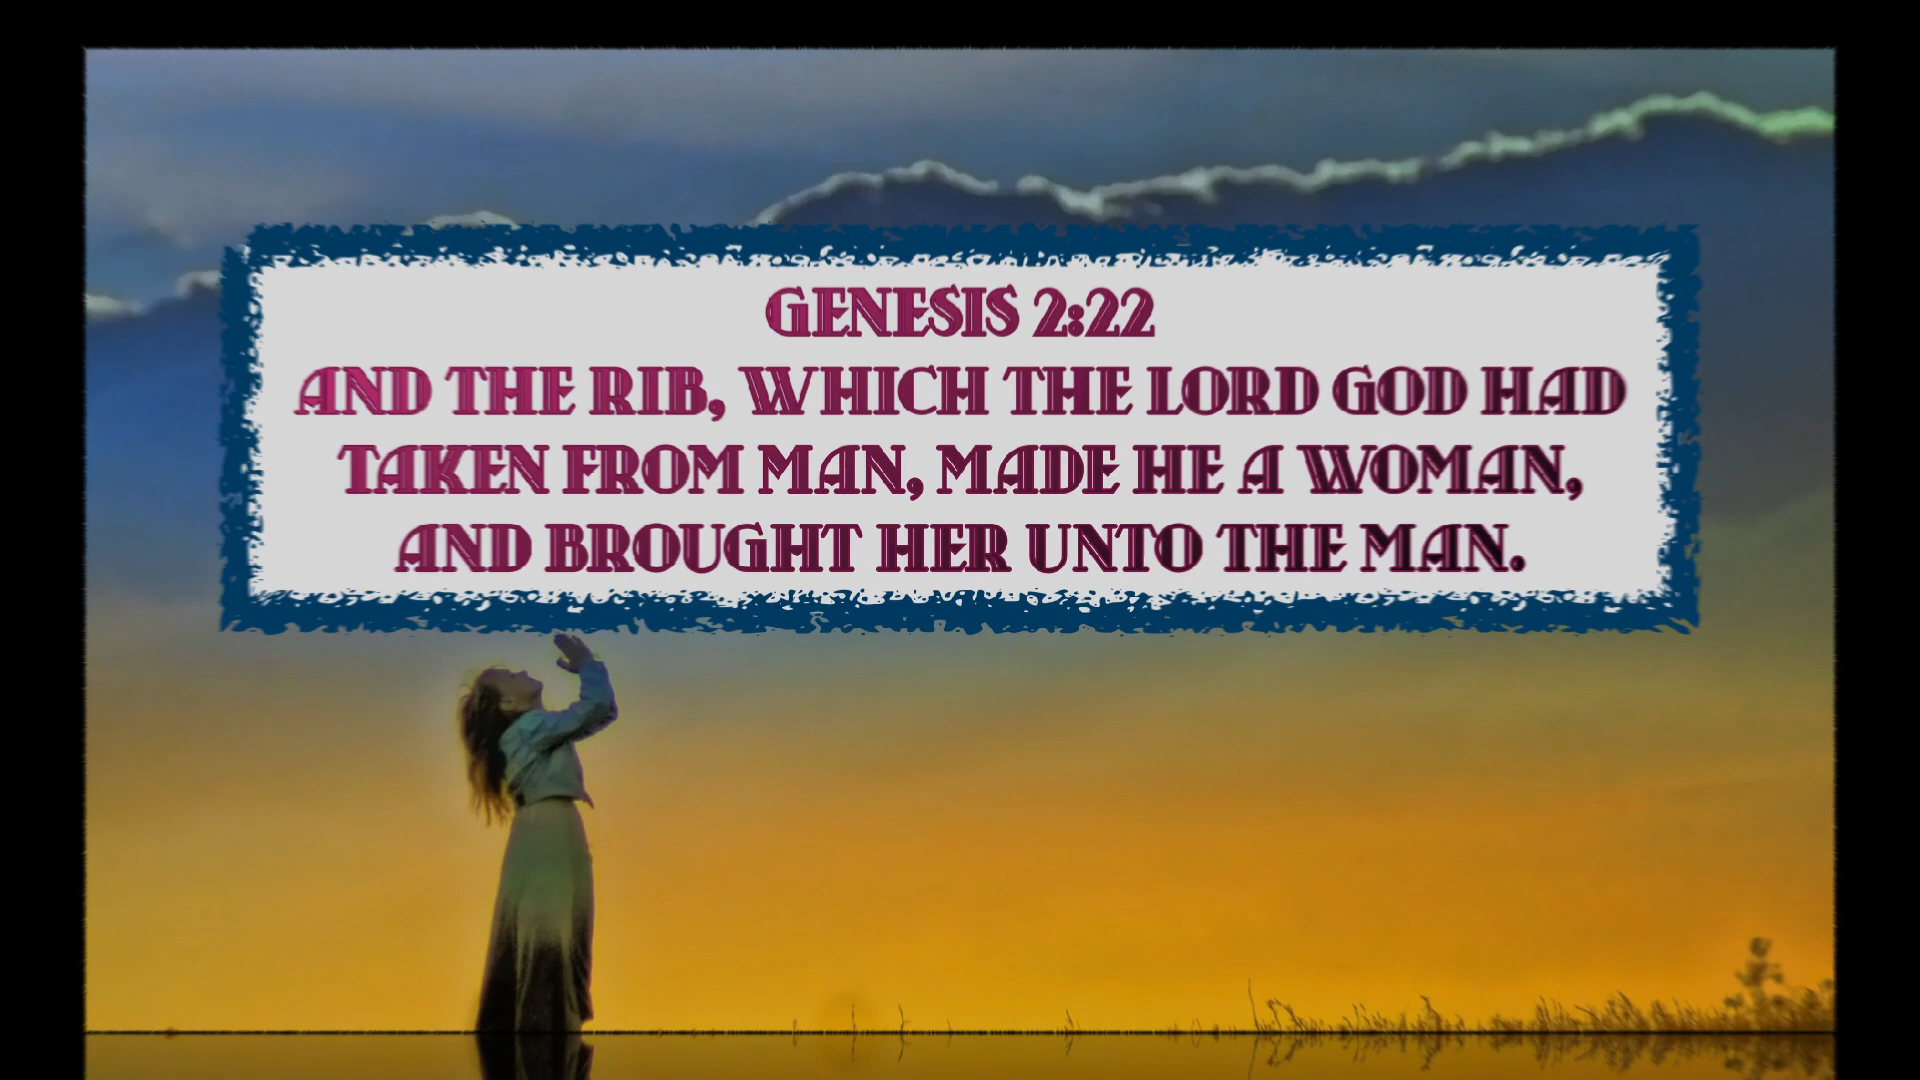 GENESIS 2:22
AND THE RIB, WHICH THE LORD GOD HAD
TAKEN FROM MAN, MADE HE A WOMAN,
AND BROUGHT HER UNTO THE MAN.